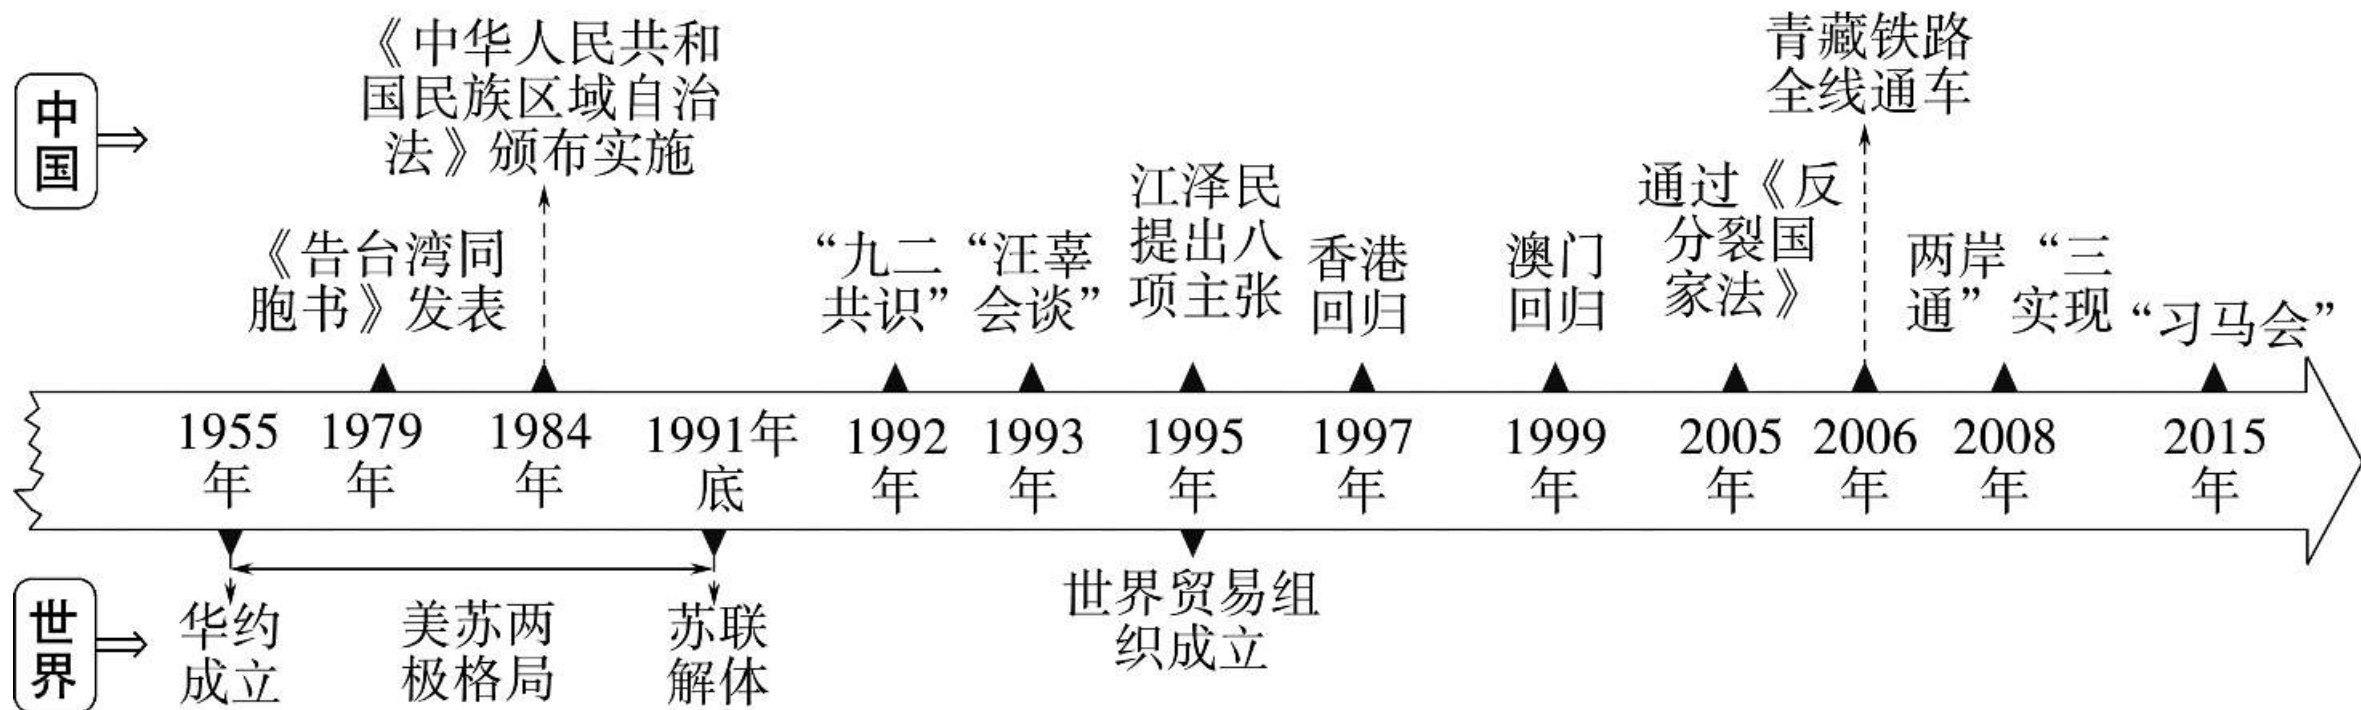 中
国
《中华人民共和
国民族区域自治
法》颁布实施
《告台湾同
胞书》发表
“九二
共识”
“汪辜
会谈”
江泽民
提出八
项主张
香港
回归
澳门
回归
通过《反
分裂国
家法》
青藏铁路
全线通车
两岸“三
通”实现
“习马会”
1955
年
1979
年
1984
年
1991年
底
1992
年
1993
年
1995
年
1997
年
1999
年
2005
年
2006
年
2008
年
2015
年
世
界
华约
成立
美苏两
极格局
苏联
解体
世界贸易组
织成立